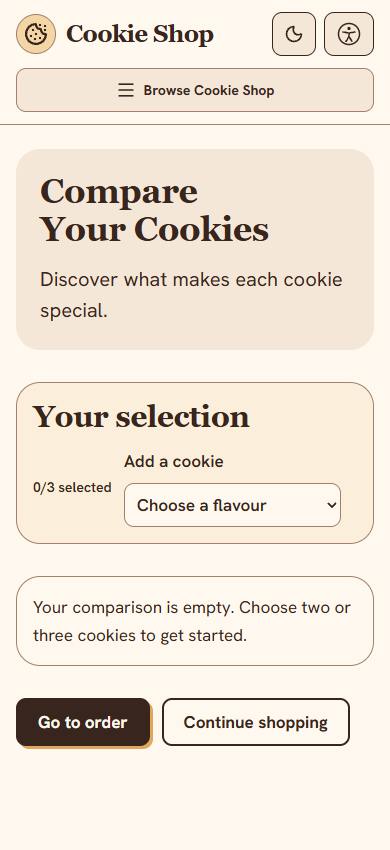 Cookie Shop
Browse Cookie Shop
Compare
Your Cookies
Discover what makes each cookie
special.
Your selection
Add a cookie
0/3 selected
Choose a flavour
Your comparison is empty. Choose two or
three cookies to get started.
Go to order
Continue shopping